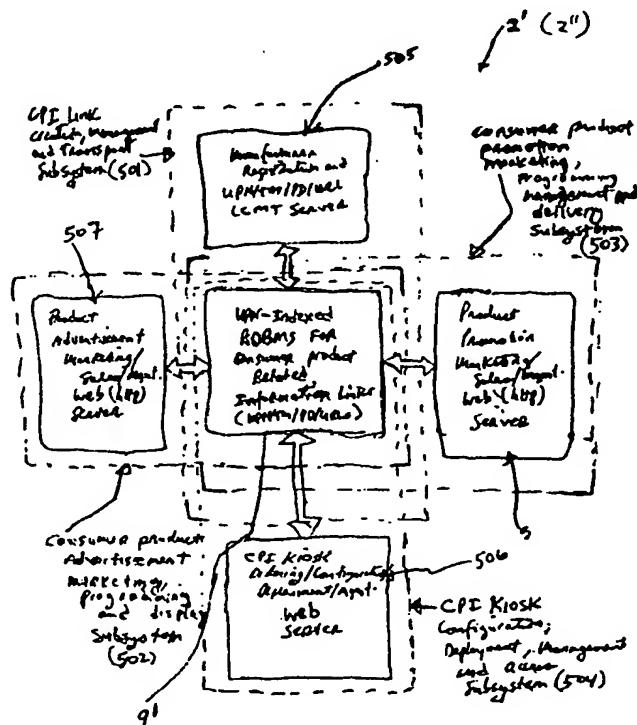 2' (2")
505
CPI Link
Creation, Management
and Transport
Subsystem (501)
Manufacturer
Registration and
UPN/TM/PD/URL
LCMT Server
Consumer product
promotion
marketing,
programming
management and
delivery
Subsystem
(503)
507
Product
Advertisement
Marketing
Sales/Mgmt.
Web (http)
Server
UPN-Indexed
RDBMS For
Consumer product
Related
Information Links
(UPN/TM/PD/URLs)
Product
Promotion
Marketing
Sales/Mgmt.
Web (http)
Server
Consumer product
Advertisement
marketing,
programming
and display
Subsystem
(502)
9'
CPI Kiosk
Ordering/Configuration
Deployment/Mgmt.
Web
Server
506
CPI Kiosk
Configuration,
Deployment, Management
and access
Subsystem (504)